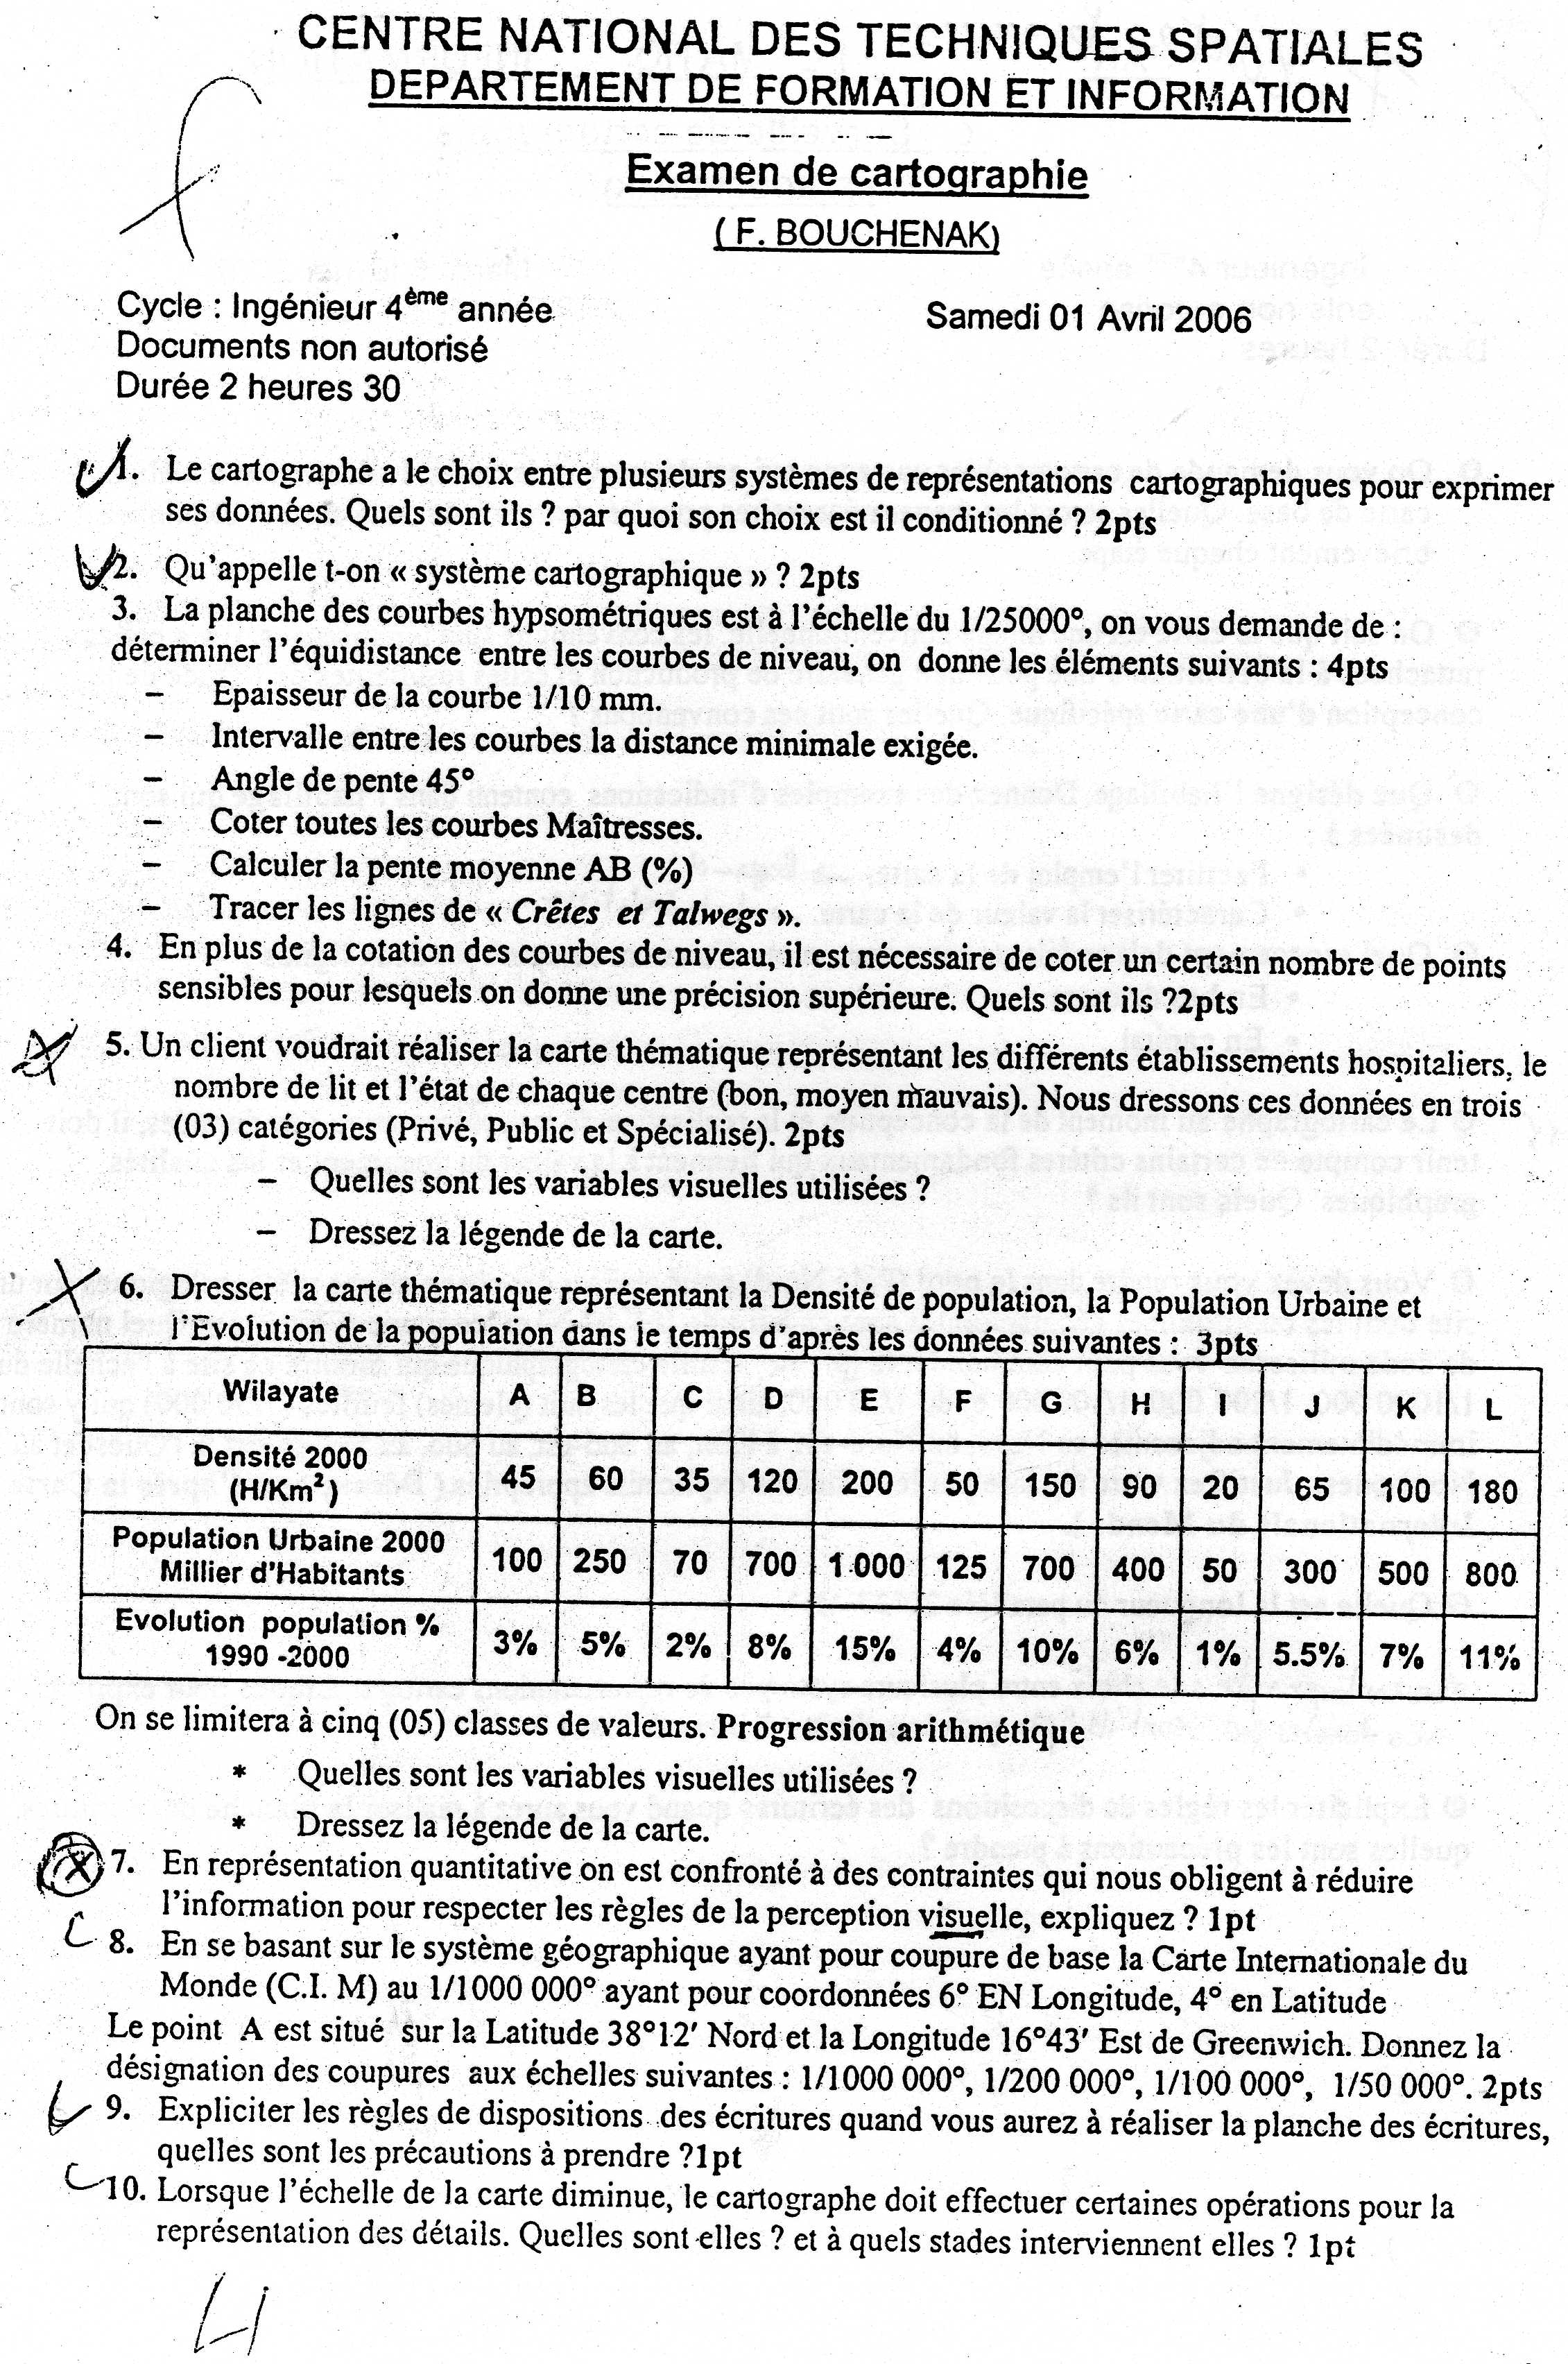 CENTRE NATIONAL DES TECHNIQUES SPATIALES
DEPARTEMENT DE FORMATION ET INFORMATION
Examen de cartographie
( F. BOUCHENAK)
Cycle : Ingénieur 4ème année
Samedi 01 Avril 2006
Documents non autorisé
Durée 2 heures 30
1. Le cartographe a le choix entre plusieurs systèmes de représentations cartographiques pour exprimer
ses données. Quels sont ils ? par quoi son choix est il conditionné ? 2pts
2. Qu'appelle t-on « système cartographique » ? 2pts
3. La planche des courbes hypsométriques est à l'échelle du 1/25000°, on vous demande de :
déterminer l'équidistance entre les courbes de niveau, on donne les éléments suivants : 4pts
– Epaisseur de la courbe 1/10 mm.
– Intervalle entre les courbes la distance minimale exigée.
– Angle de pente 45°
– Coter toutes les courbes Maîtresses.
– Calculer la pente moyenne AB (%)
– Tracer les lignes de « Crêtes et Talwegs ».
4. En plus de la cotation des courbes de niveau, il est nécessaire de coter un certain nombre de points
sensibles pour lesquels on donne une précision supérieure. Quels sont ils ?2pts
5. Un client voudrait réaliser la carte thématique représentant les différents établissements hospitaliers, le
nombre de lit et l'état de chaque centre (bon, moyen mauvais). Nous dressons ces données en trois
(03) catégories (Privé, Public et Spécialisé). 2pts
– Quelles sont les variables visuelles utilisées ?
– Dressez la légende de la carte.
6. Dresser la carte thématique représentant la Densité de population, la Population Urbaine et
l'Evolution de la population dans le temps d'après les données suivantes : 3pts
Wilayate A B C D E F G H I J K L
Densité 2000
(H/Km²) 45 60 35 120 200 50 150 90 20 65 100 180
Population Urbaine 2000
Millier d'Habitants 100 250 70 700 1.000 125 700 400 50 300 500 800
Evolution population %
1990 -2000 3% 5% 2% 8% 15% 4% 10% 6% 1% 5.5% 7% 11%
On se limitera à cinq (05) classes de valeurs. Progression arithmétique
* Quelles sont les variables visuelles utilisées ?
* Dressez la légende de la carte.
7. En représentation quantitative on est confronté à des contraintes qui nous obligent à réduire
l'information pour respecter les règles de la perception visuelle, expliquez ? 1pt
8. En se basant sur le système géographique ayant pour coupure de base la Carte Internationale du
Monde (C.I. M) au 1/1000 000° ayant pour coordonnées 6° EN Longitude, 4° en Latitude
Le point A est situé sur la Latitude 38°12' Nord et la Longitude 16°43' Est de Greenwich. Donnez la
désignation des coupures aux échelles suivantes : 1/1000 000°, 1/200 000°, 1/100 000°, 1/50 000°. 2pts
9. Expliciter les règles de dispositions des écritures quand vous aurez à réaliser la planche des écritures,
quelles sont les précautions à prendre ?1pt
10. Lorsque l'échelle de la carte diminue, le cartographe doit effectuer certaines opérations pour la
représentation des détails. Quelles sont elles ? et à quels stades interviennent elles ? 1pt